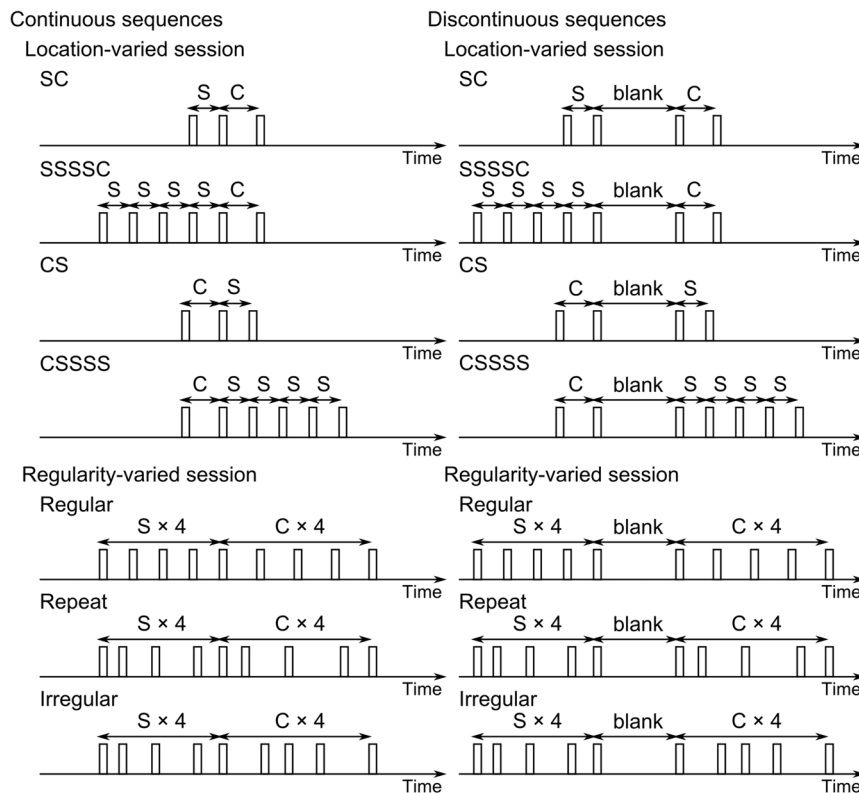 Continuous sequences
Location-varied session
SC
S C
Time
SSSSC
S S S S C
Time
CS
C S
Time
CSSSS
C S S S S
Time
Regularity-varied session
Regular
S × 4 C × 4
Time
Repeat
S × 4 C × 4
Time
Irregular
S × 4 C × 4
Time
Discontinuous sequences
Location-varied session
SC
S blank C
Time
SSSSC
S S S S blank C
Time
CS
C blank S
Time
CSSSS
C blank S S S S
Time
Regularity-varied session
Regular
S × 4 blank C × 4
Time
Repeat
S × 4 blank C × 4
Time
Irregular
S × 4 blank C × 4
Time